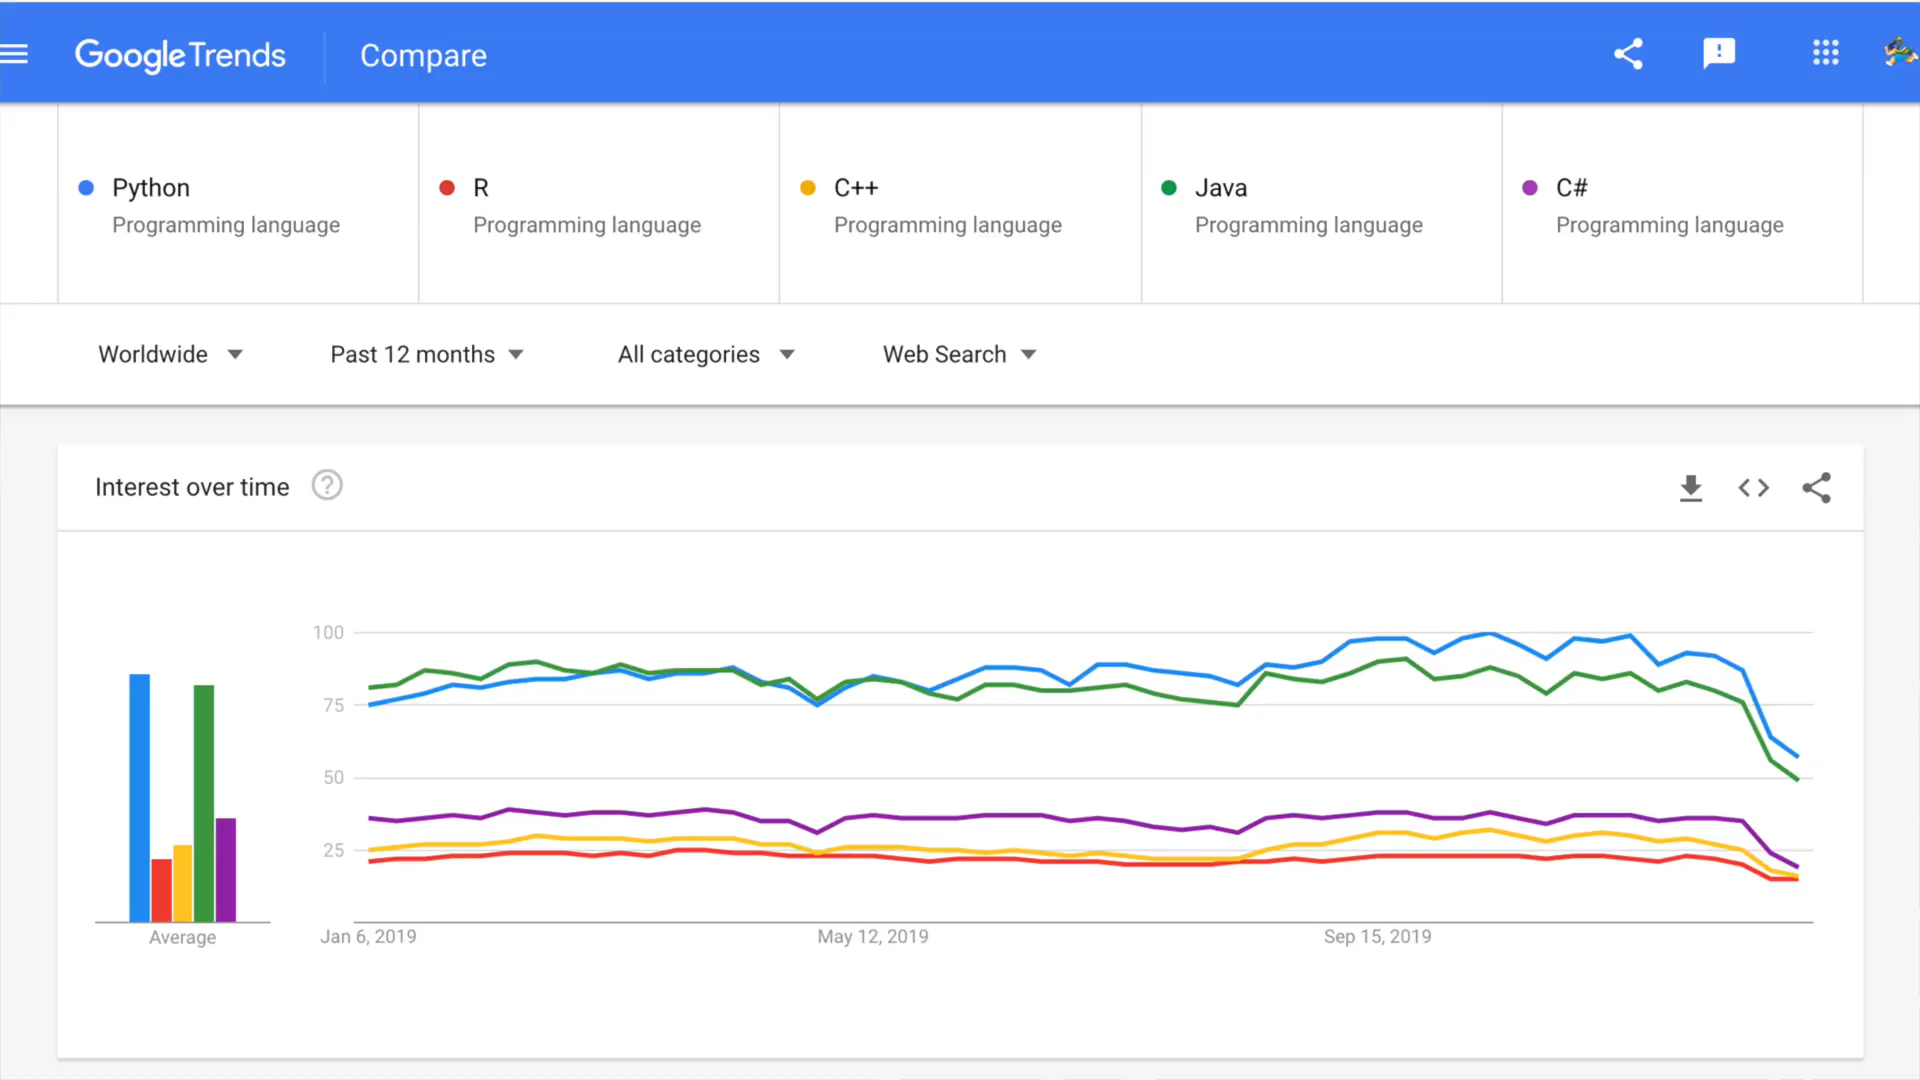 Google Trends Compare
Python R C++ Java C#
Programming language Programming language Programming language Programming language Programming language
Worldwide Past 12 months All categories Web Search
Interest over time ?
100
75
50
25
Average Jan 6, 2019 May 12, 2019 Sep 15, 2019